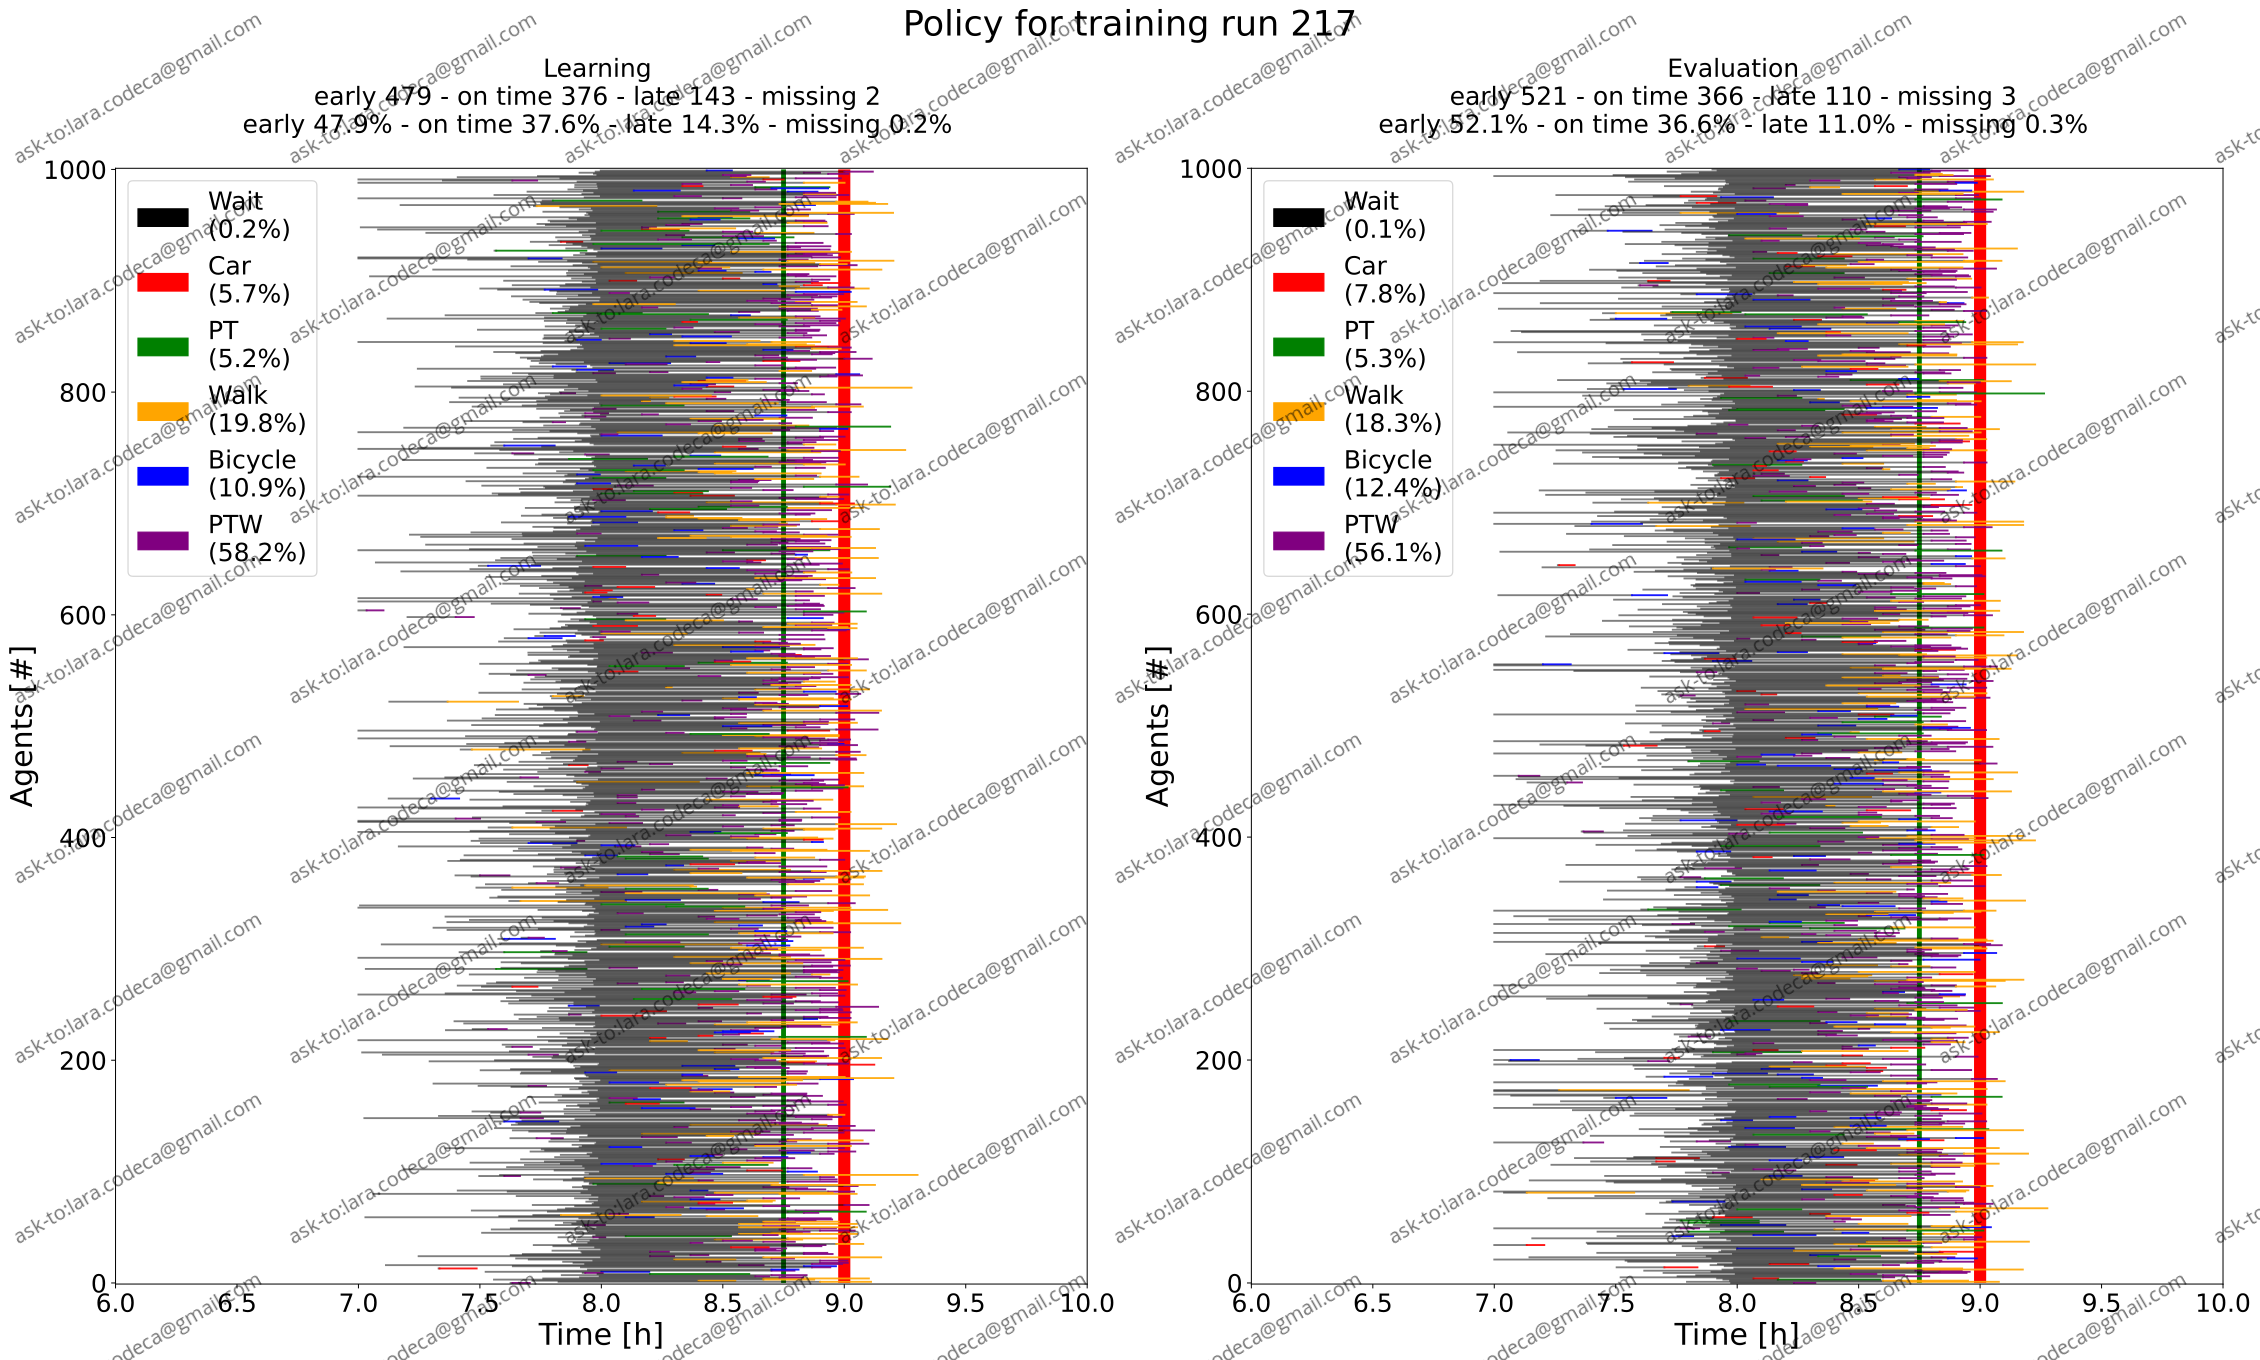 Policy for training run 217
Learning
early 479 - on time 376 - late 143 - missing 2
early 47.9% - on time 37.6% - late 14.3% - missing 0.2%
1000
800
600
400
200
0
Agents [#]
Wait
(0.2%)
Car
(5.7%)
PT
(5.2%)
Walk
(19.8%)
Bicycle
(10.9%)
PTW
(58.2%)
6.0 6.5 7.0 7.5 8.0 8.5 9.0 9.5 10.0
Time [h]
Evaluation
early 521 - on time 366 - late 110 - missing 3
early 52.1% - on time 36.6% - late 11.0% - missing 0.3%
1000
800
600
400
200
0
Agents [#]
Wait
(0.1%)
Car
(7.8%)
PT
(5.3%)
Walk
(18.3%)
Bicycle
(12.4%)
PTW
(56.1%)
6.0 6.5 7.0 7.5 8.0 8.5 9.0 9.5 10.0
Time [h]
ask-to:lara.codeca@gmail.com